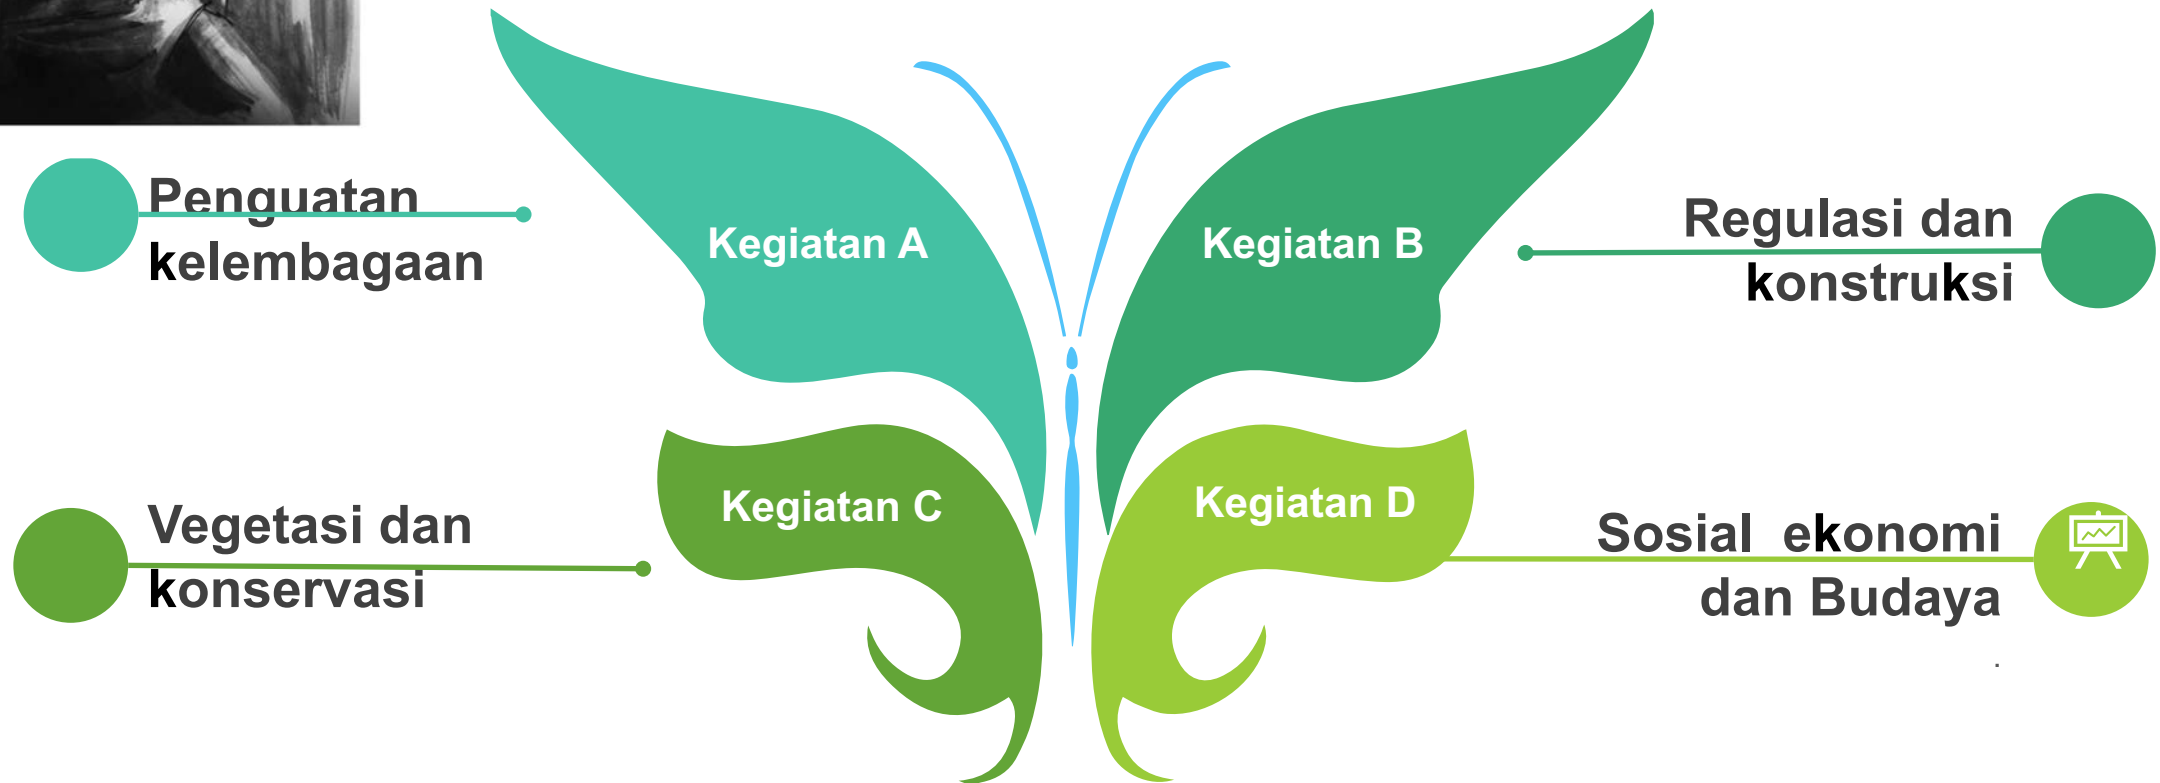 Penguatan
kelembagaan
Kegiatan A
Kegiatan B
Regulasi dan
konstruksi
Vegetasi dan
konservasi
Kegiatan C
Kegiatan D
Sosial ekonomi
dan Budaya
.